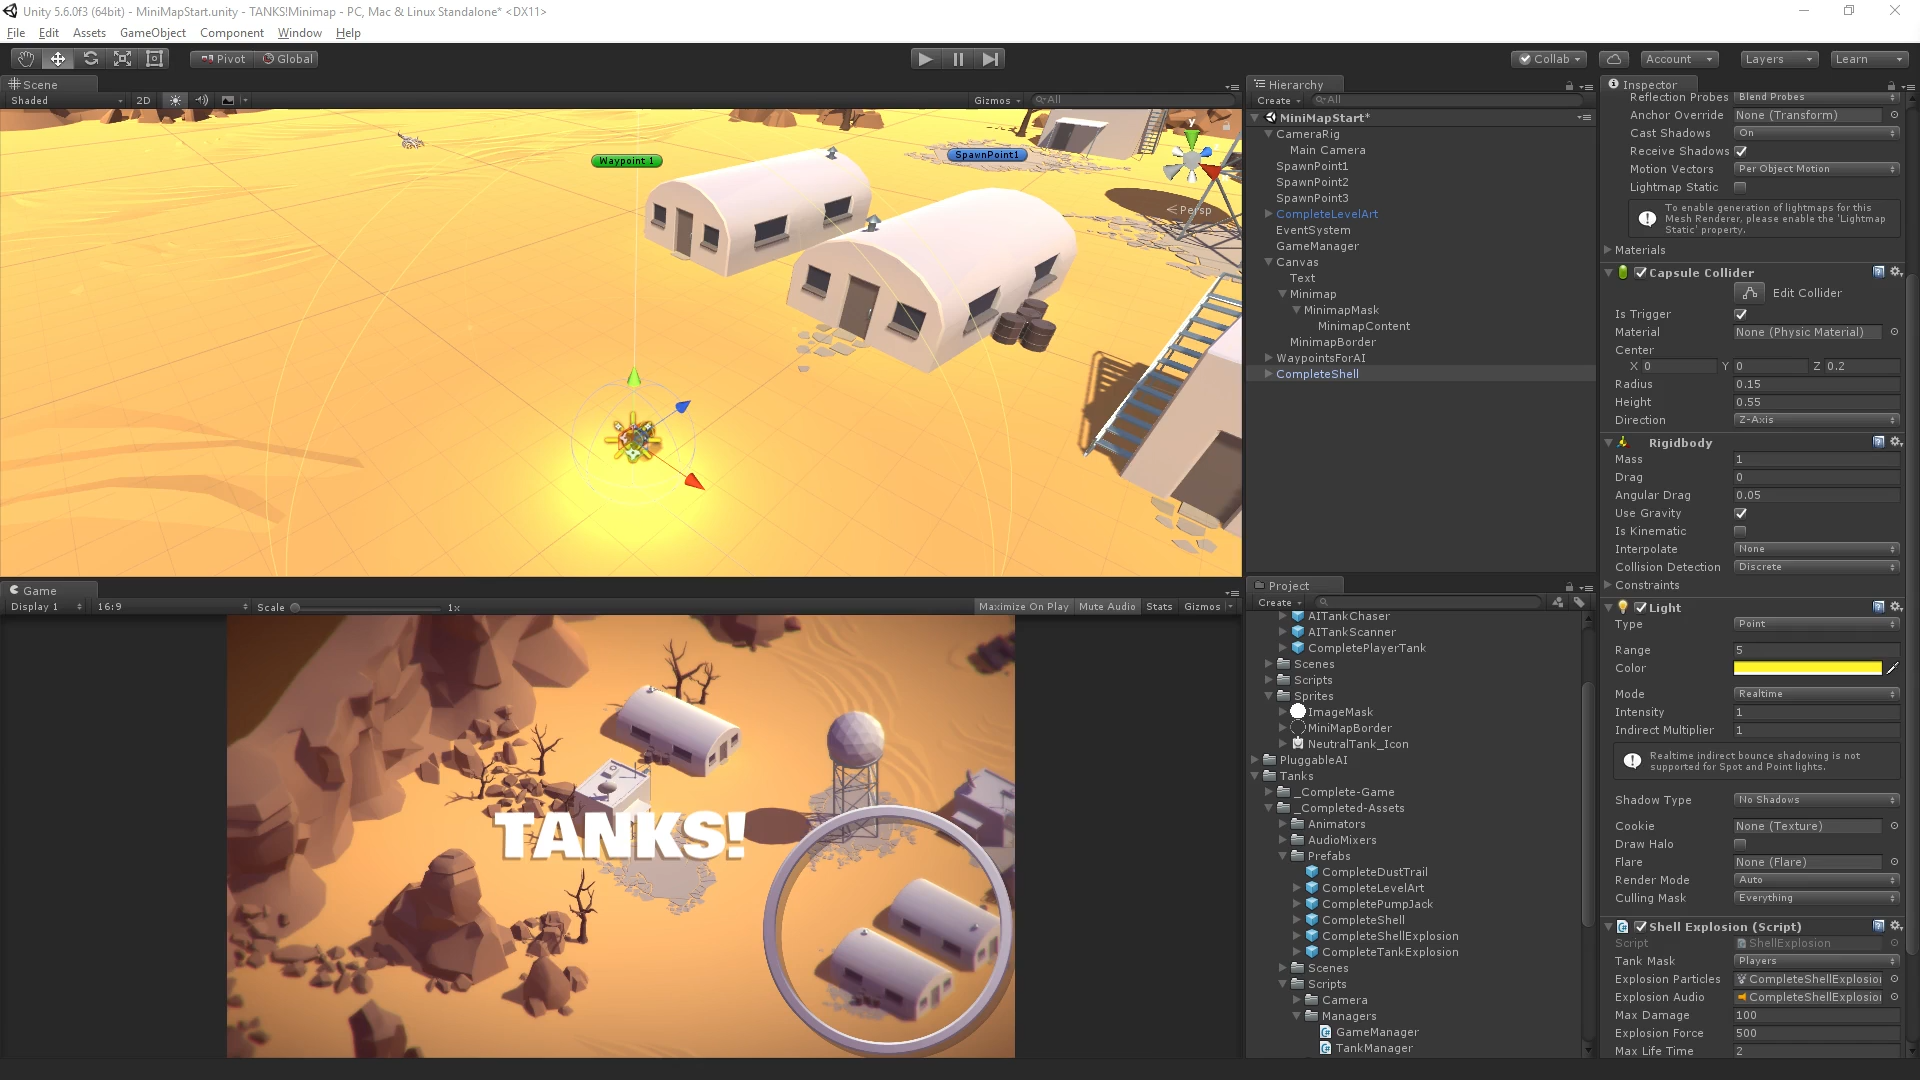 Unity 5.6.0f3 (64bit) - MiniMapStart.unity - TANKS!Minimap - PC, Mac & Linux Standalone* <DX11>
File Edit Assets GameObject Component Window Help
Pivot Global Collab Account Layers Learn
Scene
Shaded 2D Gizmos All
Waypoint 1
SpawnPoint1
y
Persp
Game
Display 1 16:9 Scale 1x Maximize On Play Mute Audio Stats Gizmos
TANKS!
Hierarchy
Create All
MiniMapStart*
CameraRig
Main Camera
SpawnPoint1
SpawnPoint2
SpawnPoint3
CompleteLevelArt
EventSystem
GameManager
Canvas
Text
Minimap
MinimapMask
MinimapContent
MinimapBorder
WaypointsForAI
CompleteShell
Project
Create
AITankChaser
AITankScanner
CompletePlayerTank
Scenes
Scripts
Sprites
ImageMask
MiniMapBorder
NeutralTank_Icon
PluggableAI
Tanks
_Complete-Game
_Completed-Assets
Animators
AudioMixers
Prefabs
CompleteDustTrail
CompleteLevelArt
CompletePumpJack
CompleteShell
CompleteShellExplosion
CompleteTankExplosion
Scenes
Scripts
Camera
Managers
GameManager
TankManager
Inspector
Reflection Probes Blend Probes
Anchor Override None (Transform)
Cast Shadows On
Receive Shadows
Motion Vectors Per Object Motion
Lightmap Static
To enable generation of lightmaps for this
Mesh Renderer, please enable the 'Lightmap
Static' property.
Materials
Capsule Collider
Edit Collider
Is Trigger
Material None (Physic Material)
Center
X 0 Y 0 Z 0.2
Radius 0.15
Height 0.55
Direction Z-Axis
Rigidbody
Mass 1
Drag 0
Angular Drag 0.05
Use Gravity
Is Kinematic
Interpolate None
Collision Detection Discrete
Constraints
Light
Type Point
Range 5
Color
Mode Realtime
Intensity 1
Indirect Multiplier 1
Realtime indirect bounce shadowing is not
supported for Spot and Point lights.
Shadow Type No Shadows
Cookie None (Texture)
Draw Halo
Flare None (Flare)
Render Mode Auto
Culling Mask Everything
Shell Explosion (Script)
Script ShellExplosion
Tank Mask Players
Explosion Particles CompleteShellExplosion
Explosion Audio CompleteShellExplosion
Max Damage 100
Explosion Force 500
Max Life Time 2